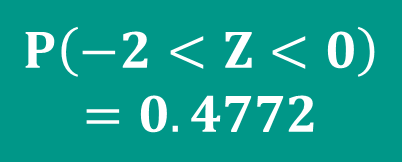 P(−2 < Z < 0)
= 0.4772